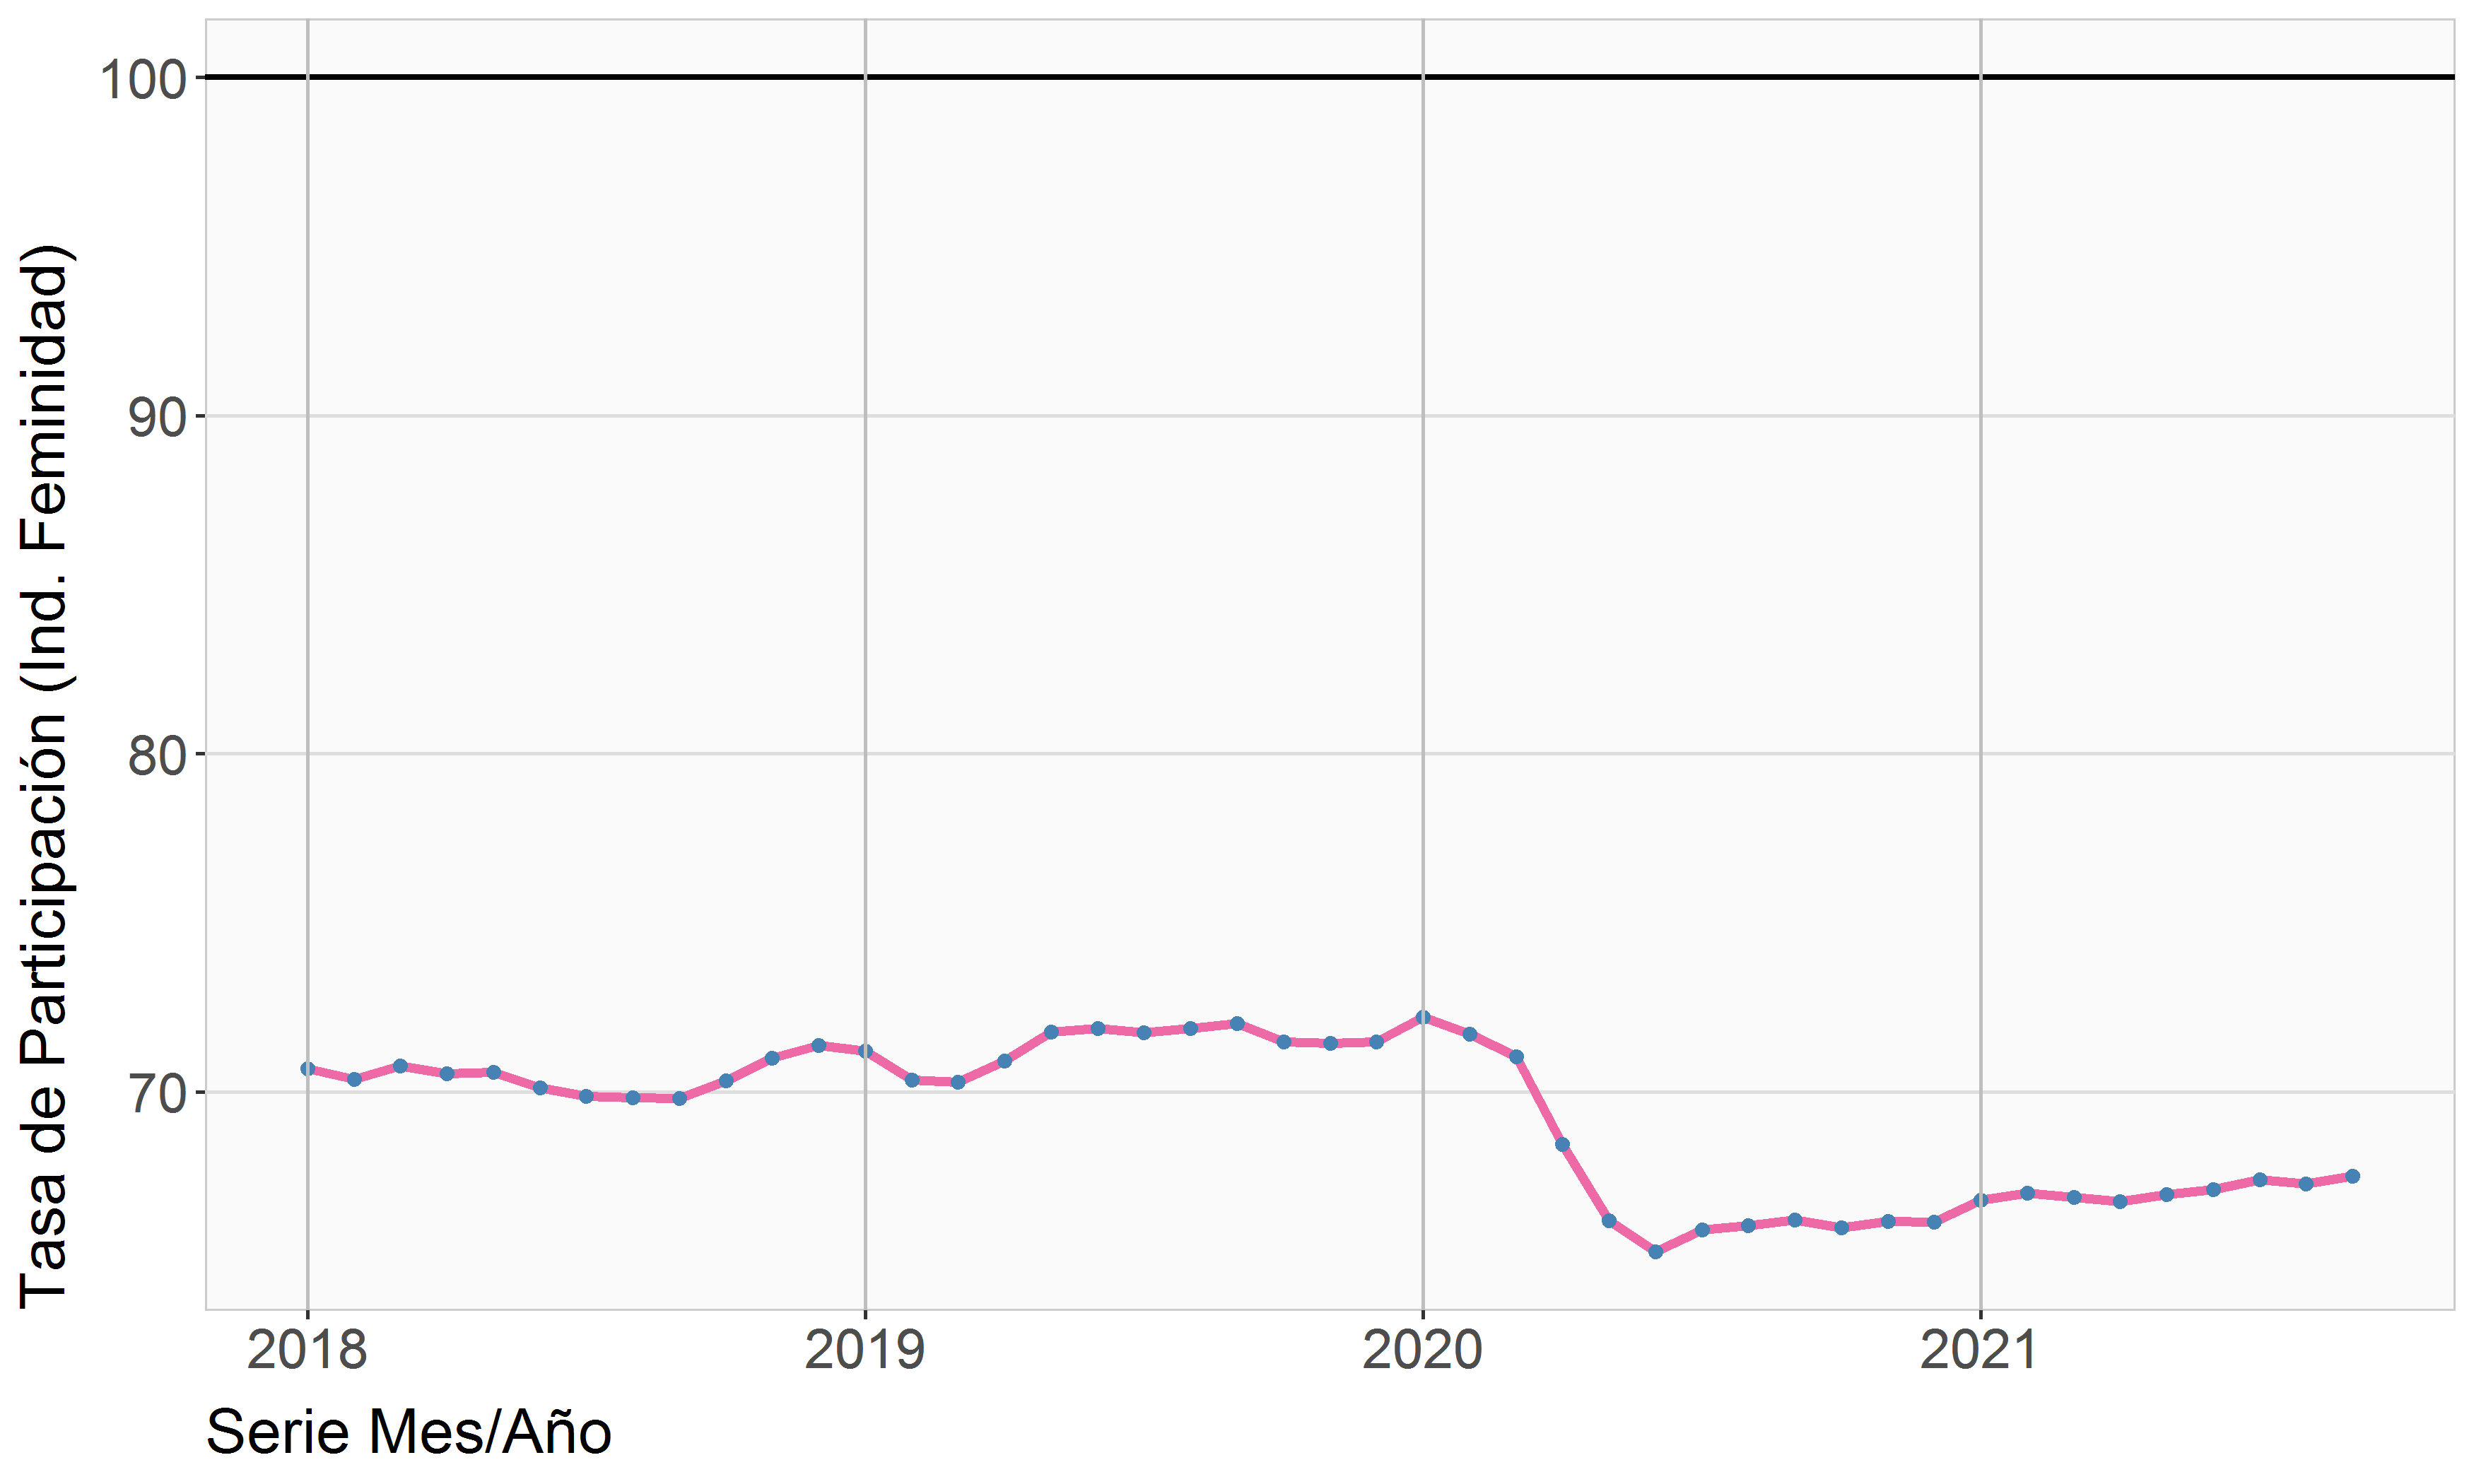 Tasa de Participación (Ind. Feminidad)
100
90
80
70
2018 2019 2020 2021
Serie Mes/Año